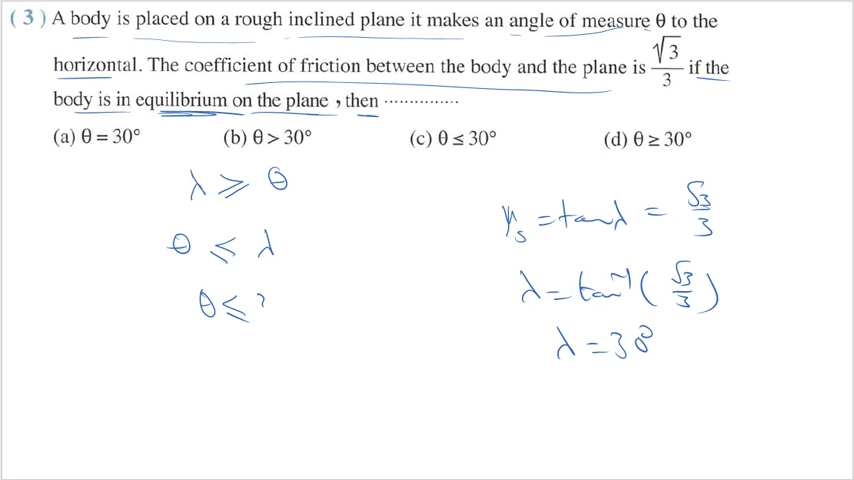 (3) A body is placed on a rough inclined plane it makes an angle of measure θ to the
horizontal. The coefficient of friction between the body and the plane is √3/3 if the
body is in equilibrium on the plane , then ...............
(a) θ = 30° (b) θ > 30° (c) θ ≤ 30° (d) θ ≥ 30°
λ ⩾ θ
μs = tan λ = √3/3
θ ≤ λ
λ = tan⁻¹ ( √3/3 )
θ ≤
λ = 30°